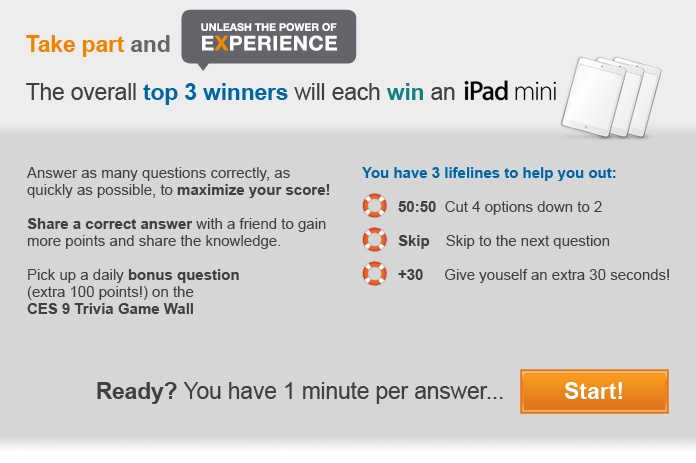 Take part and UNLEASH THE POWER OF
EXPERIENCE
The overall top 3 winners will each win an iPad mini
Answer as many questions correctly, as
quickly as possible, to maximize your score!
Share a correct answer with a friend to gain
more points and share the knowledge.
Pick up a daily bonus question
(extra 100 points!) on the
CES 9 Trivia Game Wall
You have 3 lifelines to help you out:
50:50 Cut 4 options down to 2
Skip Skip to the next question
+30 Give youself an extra 30 seconds!
Ready? You have 1 minute per answer...
Start!